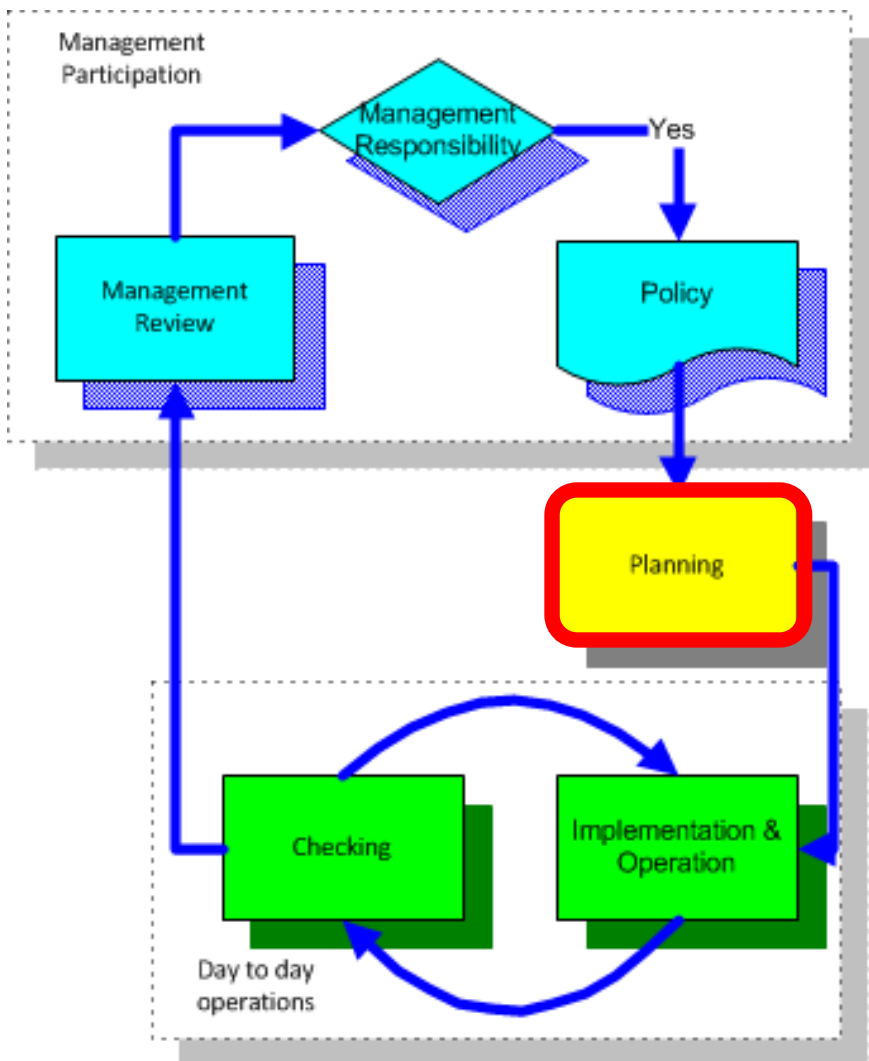 Management
Participation
Management
Responsibility
Yes
Management
Review
Policy
Planning
Checking
Implementation &
Operation
Day to day
operations